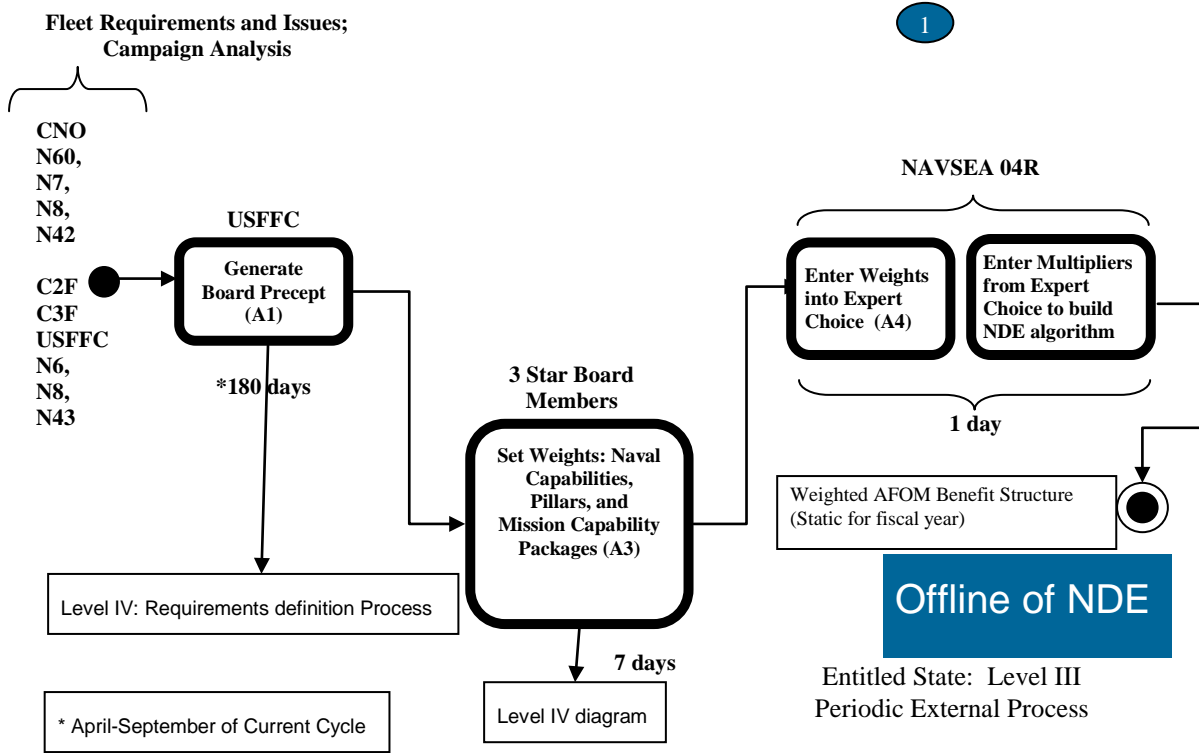 Fleet Requirements and Issues;
Campaign Analysis
1
CNO
N60,
N7,
N8,
N42
C2F
C3F
USFFC
N6,
N8,
N43
USFFC
Generate
Board Precept
(A1)
*180 days
3 Star Board
Members
Set Weights: Naval
Capabilities,
Pillars, and
Mission Capability
Packages (A3)
7 days
NAVSEA 04R
Enter Weights
into Expert
Choice (A4)
Enter Multipliers
from Expert
Choice to build
NDE algorithm
1 day
Weighted AFOM Benefit Structure
(Static for fiscal year)
Offline of NDE
Level IV: Requirements definition Process
Level IV diagram
* April-September of Current Cycle
Entitled State: Level III
Periodic External Process